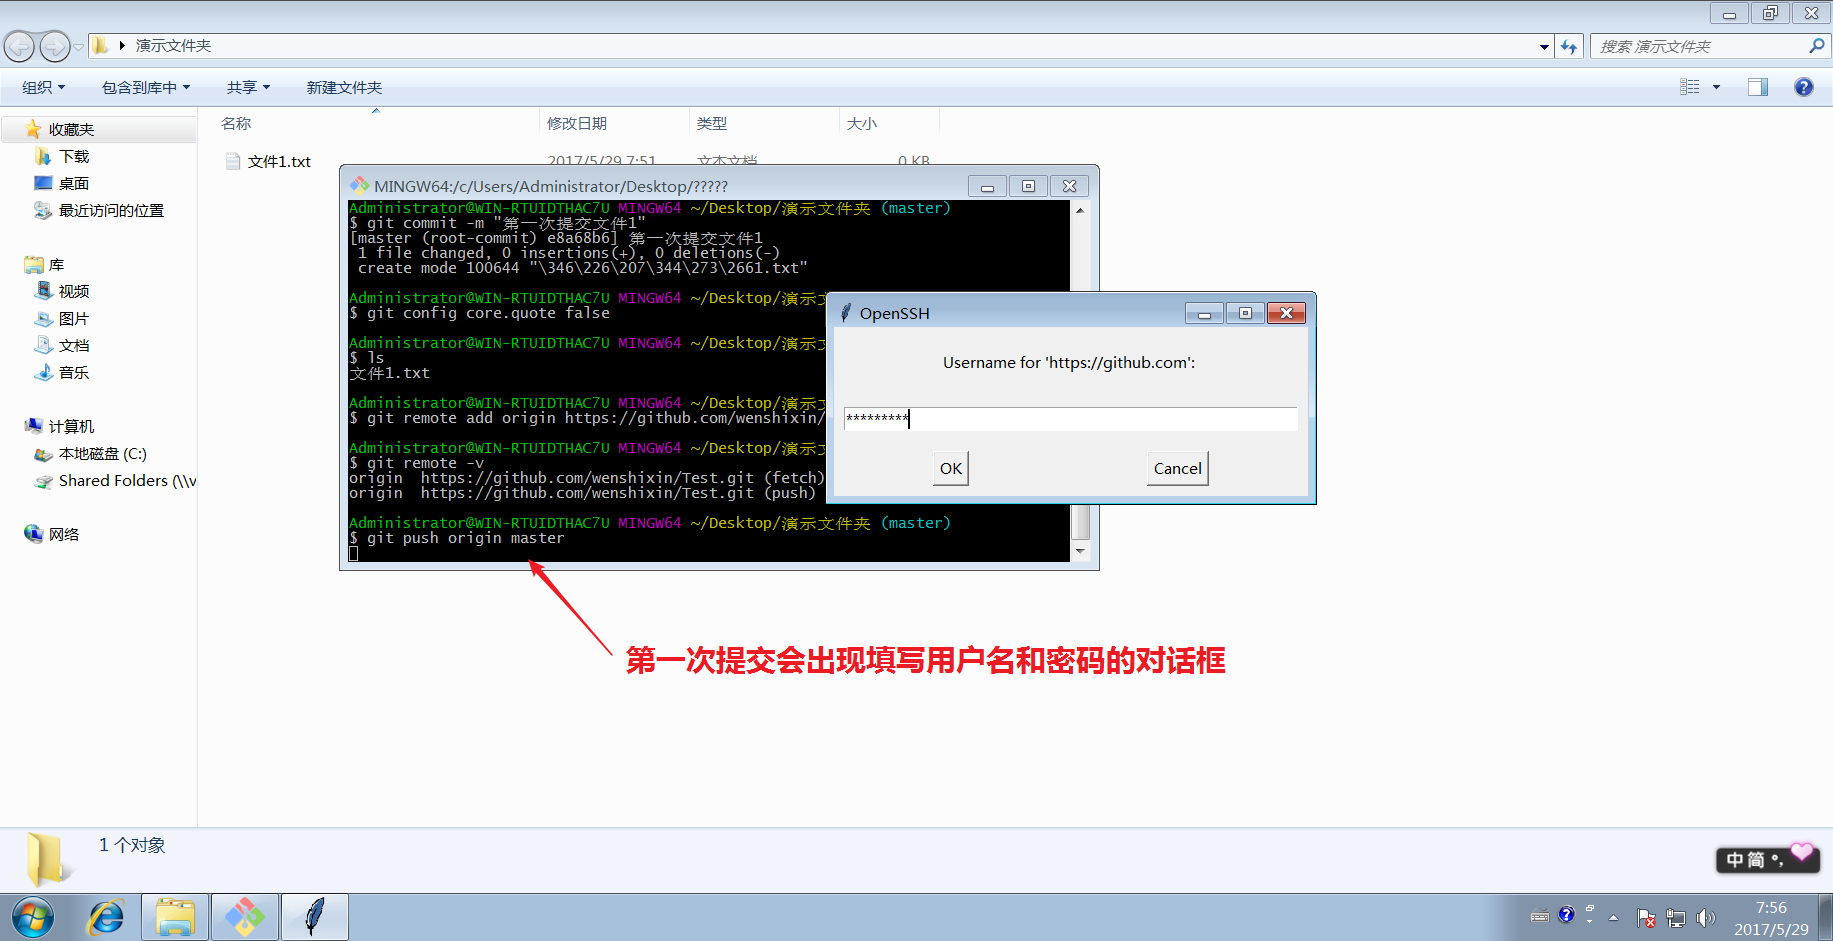 演示文件夹
搜索 演示文件夹
组织 包含到库中 共享 新建文件夹
收藏夹
下载
桌面
最近访问的位置
库
视频
图片
文档
音乐
计算机
本地磁盘 (C:)
Shared Folders (\\v
网络
名称 修改日期 类型 大小
文件1.txt 2017/5/29 7:51 文本文档 0 KB
MINGW64:/c/Users/Administrator/Desktop/?????
Administrator@WIN-RTUIDTHAC7U MINGW64 ~/Desktop/演示文件夹 (master)
$ git commit -m "第一次提交文件1"
[master (root-commit) e8a68b6] 第一次提交文件1
1 file changed, 0 insertions(+), 0 deletions(-)
create mode 100644 "\346\226\207\344\273\2661.txt"
Administrator@WIN-RTUIDTHAC7U MINGW64 ~/Desktop/演示
$ git config core.quote false
Administrator@WIN-RTUIDTHAC7U MINGW64 ~/Desktop/演示
$ ls
文件1.txt
Administrator@WIN-RTUIDTHAC7U MINGW64 ~/Desktop/演示
$ git remote add origin https://github.com/wenshixin/
Administrator@WIN-RTUIDTHAC7U MINGW64 ~/Desktop/演示
$ git remote -v
origin https://github.com/wenshixin/Test.git (fetch)
origin https://github.com/wenshixin/Test.git (push)
Administrator@WIN-RTUIDTHAC7U MINGW64 ~/Desktop/演示文件夹 (master)
$ git push origin master
OpenSSH
Username for 'https://github.com':
*********
OK Cancel
第一次提交会出现填写用户名和密码的对话框
1 个对象
中 简 °,
7:56
2017/5/29